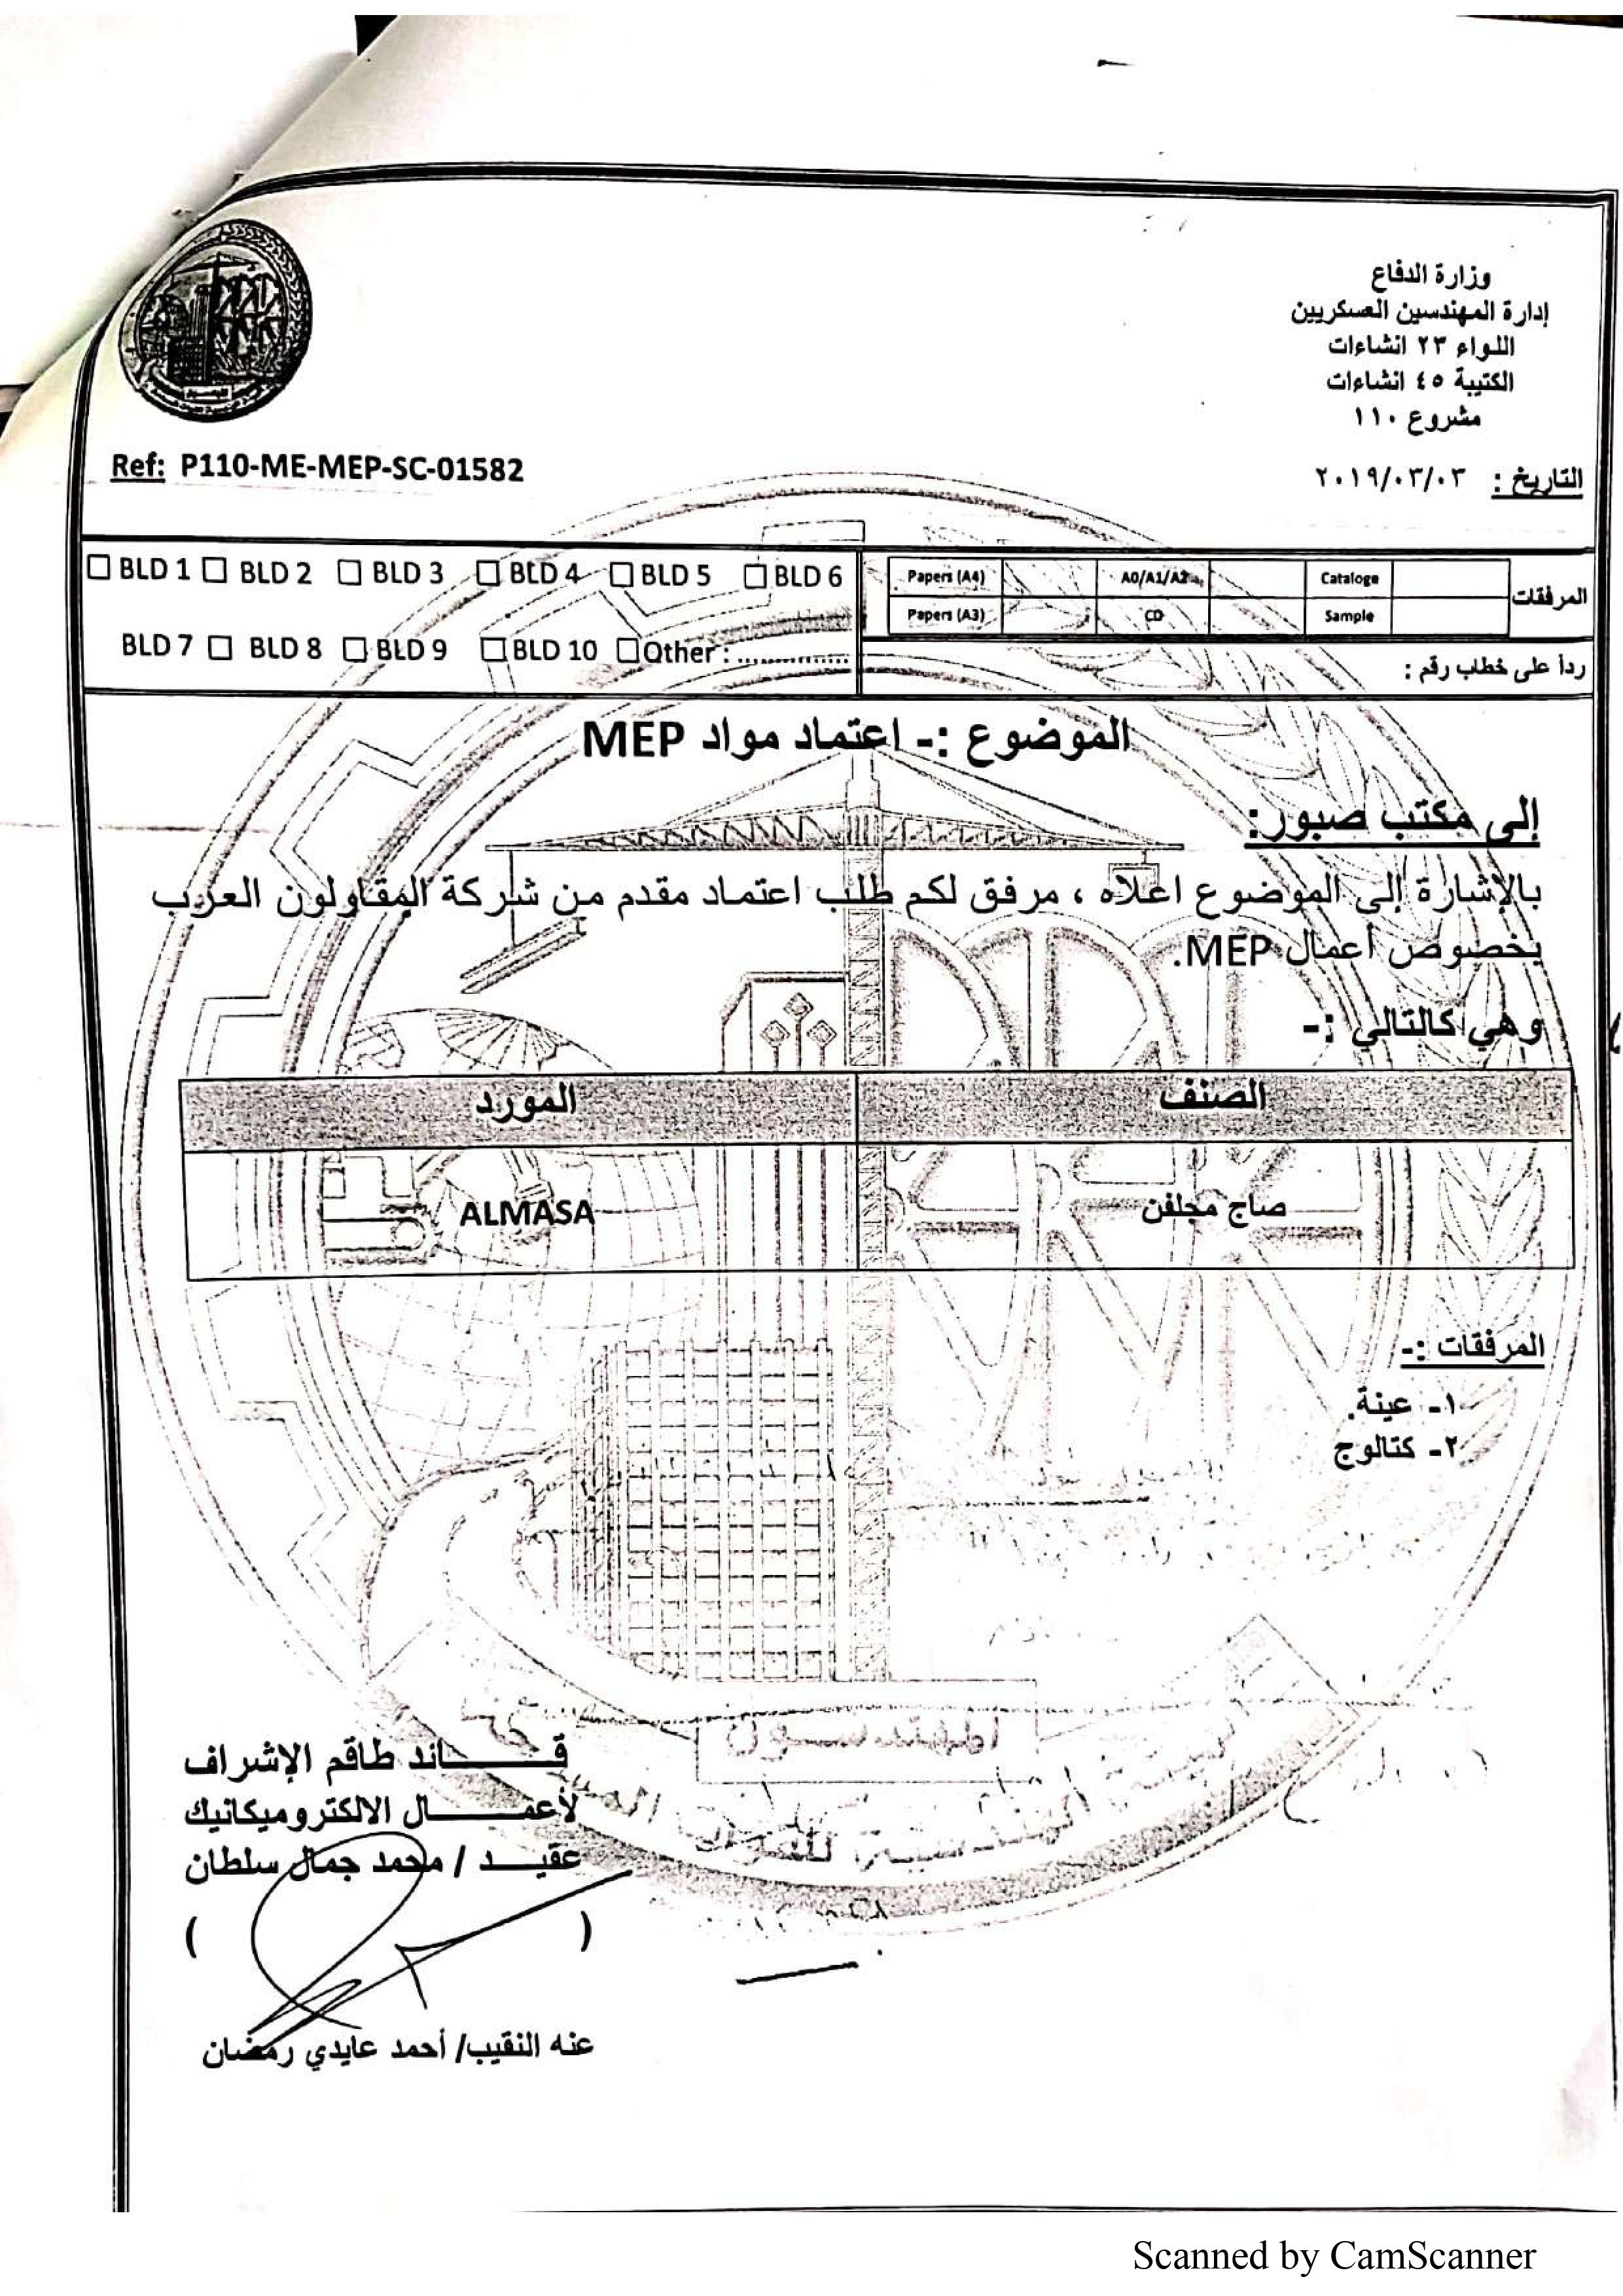 وزارة الدفاع
إدارة المهندسين العسكريين
اللواء ٢٣ انشاءات
الكتيبة ٤٥ انشاءات
مشروع ١١٠
التاريخ : ٢٠١٩/٠٣/٠٣
Ref: P110-ME-MEP-SC-01582
☐ BLD 1 ☐ BLD 2 ☐ BLD 3 ☐ BLD 4 ☐ BLD 5 ☐ BLD 6
BLD 7 ☐ BLD 8 ☐ BLD 9 ☐ BLD 10 ☐ Other : ...............
المرفقات
Papers (A4) A0/A1/A2 Cataloge
Papers (A3) CD Sample
ردأ على خطاب رقم :
الموضوع :- اعتماد مواد MEP
إلى مكتب صبور:
بالإشارة إلى الموضوع اعلاه ، مرفق لكم طلب اعتماد مقدم من شركة المقاولون العرب
بخصوص أعمال MEP.
وهي كالتالي :-
الصنف المورد
صاج مجلفن ALMASA
المرفقات :-
١- عينة.
٢- كتالوج
قـــــائد طاقم الإشراف
لأعمـــــال الالكتروميكانيك
عقيـــد / محمد جمال سلطان
( )
عنه النقيب/ أحمد عايدي رمضان
Scanned by CamScanner